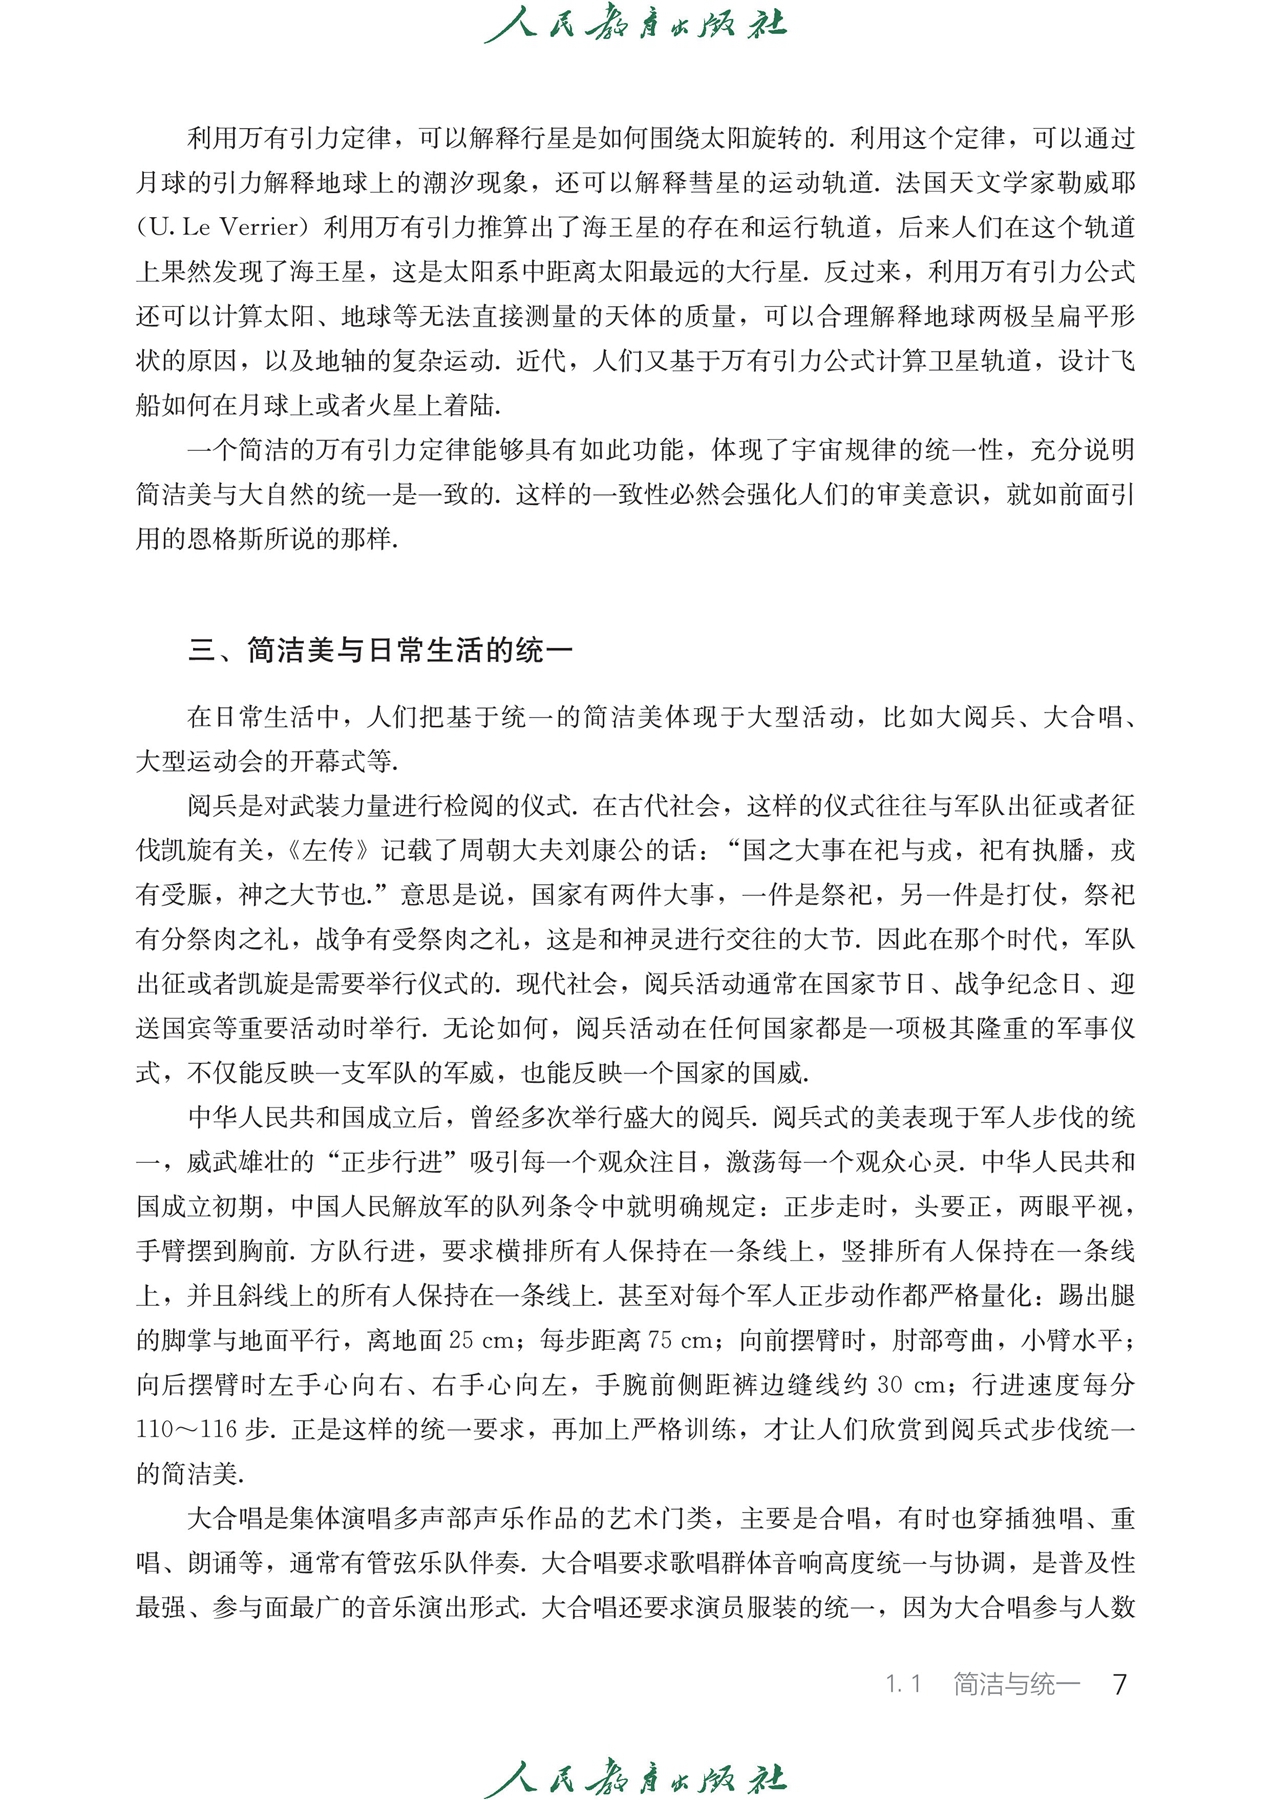 人民教育出版社
利用万有引力定律，可以解释行星是如何围绕太阳旋转的. 利用这个定律，可以通过
月球的引力解释地球上的潮汐现象，还可以解释彗星的运动轨道. 法国天文学家勒威耶
（U. Le Verrier）利用万有引力推算出了海王星的存在和运行轨道，后来人们在这个轨道
上果然发现了海王星，这是太阳系中距离太阳最远的大行星. 反过来，利用万有引力公式
还可以计算太阳、地球等无法直接测量的天体的质量，可以合理解释地球两极呈扁平形
状的原因，以及地轴的复杂运动. 近代，人们又基于万有引力公式计算卫星轨道，设计飞
船如何在月球上或者火星上着陆.
一个简洁的万有引力定律能够具有如此功能，体现了宇宙规律的统一性，充分说明
简洁美与大自然的统一是一致的. 这样的一致性必然会强化人们的审美意识，就如前面引
用的恩格斯所说的那样.
三、简洁美与日常生活的统一
在日常生活中，人们把基于统一的简洁美体现于大型活动，比如大阅兵、大合唱、
大型运动会的开幕式等.
阅兵是对武装力量进行检阅的仪式. 在古代社会，这样的仪式往往与军队出征或者征
伐凯旋有关，《左传》记载了周朝大夫刘康公的话：“国之大事在祀与戎，祀有执膰，戎
有受脤，神之大节也.”意思是说，国家有两件大事，一件是祭祀，另一件是打仗，祭祀
有分祭肉之礼，战争有受祭肉之礼，这是和神灵进行交往的大节. 因此在那个时代，军队
出征或者凯旋是需要举行仪式的. 现代社会，阅兵活动通常在国家节日、战争纪念日、迎
送国宾等重要活动时举行. 无论如何，阅兵活动在任何国家都是一项极其隆重的军事仪
式，不仅能反映一支军队的军威，也能反映一个国家的国威.
中华人民共和国成立后，曾经多次举行盛大的阅兵. 阅兵式的美表现于军人步伐的统
一，威武雄壮的“正步行进”吸引每一个观众注目，激荡每一个观众心灵. 中华人民共和
国成立初期，中国人民解放军的队列条令中就明确规定：正步走时，头要正，两眼平视，
手臂摆到胸前. 方队行进，要求横排所有人保持在一条线上，竖排所有人保持在一条线
上，并且斜线上的所有人保持在一条线上. 甚至对每个军人正步动作都严格量化：踢出腿
的脚掌与地面平行，离地面 25 cm；每步距离 75 cm；向前摆臂时，肘部弯曲，小臂水平；
向后摆臂时左手心向右、右手心向左，手腕前侧距裤边缝线约 30 cm；行进速度每分
110～116 步. 正是这样的统一要求，再加上严格训练，才让人们欣赏到阅兵式步伐统一
的简洁美.
大合唱是集体演唱多声部声乐作品的艺术门类，主要是合唱，有时也穿插独唱、重
唱、朗诵等，通常有管弦乐队伴奏. 大合唱要求歌唱群体音响高度统一与协调，是普及性
最强、参与面最广的音乐演出形式. 大合唱还要求演员服装的统一，因为大合唱参与人数
1. 1 简洁与统一 7
人民教育出版社